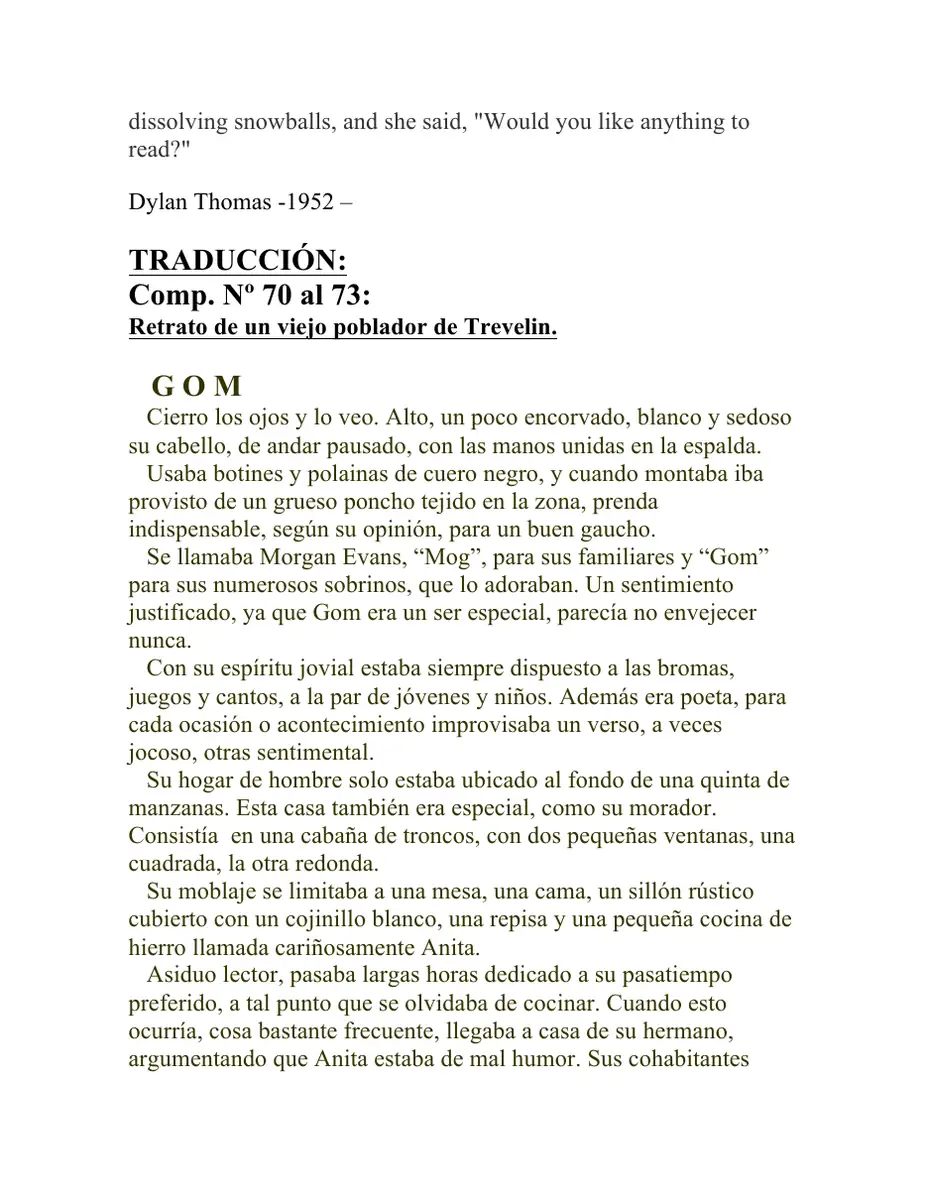 dissolving snowballs, and she said, "Would you like anything to
read?"
Dylan Thomas -1952 –
TRADUCCIÓN:
Comp. Nº 70 al 73:
Retrato de un viejo poblador de Trevelin.
G O M
Cierro los ojos y lo veo. Alto, un poco encorvado, blanco y sedoso
su cabello, de andar pausado, con las manos unidas en la espalda.
Usaba botines y polainas de cuero negro, y cuando montaba iba
provisto de un grueso poncho tejido en la zona, prenda
indispensable, según su opinión, para un buen gaucho.
Se llamaba Morgan Evans, “Mog”, para sus familiares y “Gom”
para sus numerosos sobrinos, que lo adoraban. Un sentimiento
justificado, ya que Gom era un ser especial, parecía no envejecer
nunca.
Con su espíritu jovial estaba siempre dispuesto a las bromas,
juegos y cantos, a la par de jóvenes y niños. Además era poeta, para
cada ocasión o acontecimiento improvisaba un verso, a veces
jocoso, otras sentimental.
Su hogar de hombre solo estaba ubicado al fondo de una quinta de
manzanas. Esta casa también era especial, como su morador.
Consistía  en una cabaña de troncos, con dos pequeñas ventanas, una
cuadrada, la otra redonda.
Su moblaje se limitaba a una mesa, una cama, un sillón rústico
cubierto con un cojinillo blanco, una repisa y una pequeña cocina de
hierro llamada cariñosamente Anita.
Asiduo lector, pasaba largas horas dedicado a su pasatiempo
preferido, a tal punto que se olvidaba de cocinar. Cuando esto
ocurría, cosa bastante frecuente, llegaba a casa de su hermano,
argumentando que Anita estaba de mal humor. Sus cohabitantes